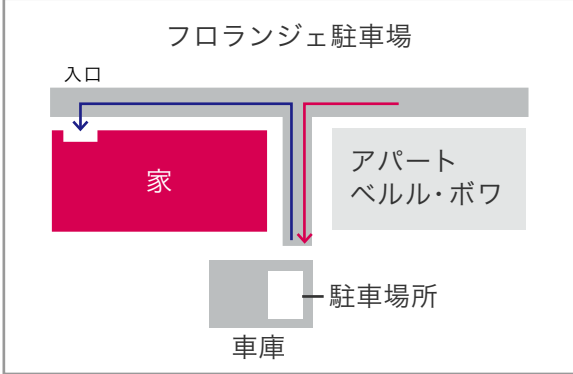 フロランジェ駐車場
入口
家
アパート
ベルル・ボワ
駐車場所
車庫